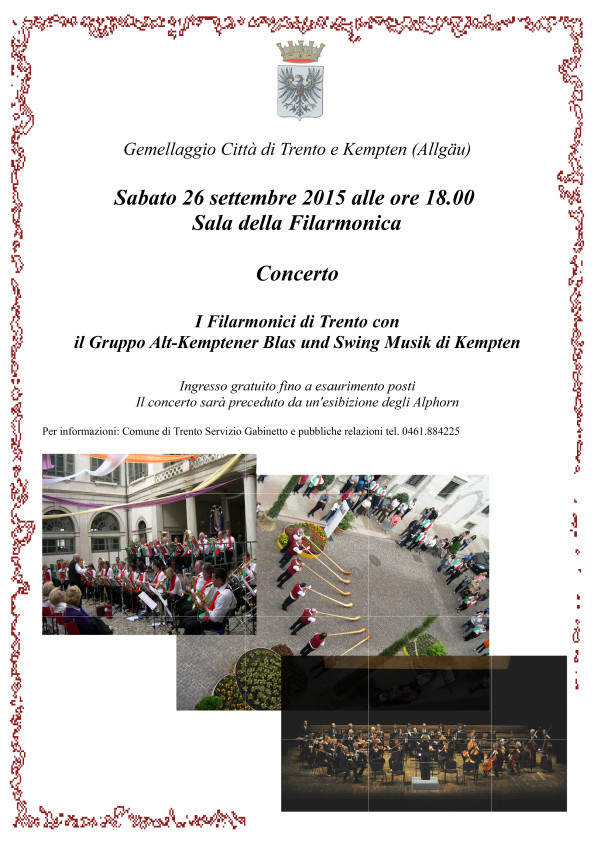 Gemellaggio Città di Trento e Kempten (Allgäu)
Sabato 26 settembre 2015 alle ore 18.00
Sala della Filarmonica
Concerto
I Filarmonici di Trento con
il Gruppo Alt-Kemptener Blas und Swing Musik di Kempten
Ingresso gratuito fino a esaurimento posti
Il concerto sarà preceduto da un'esibizione degli Alphorn
Per informazioni: Comune di Trento Servizio Gabinetto e pubbliche relazioni tel. 0461.884225